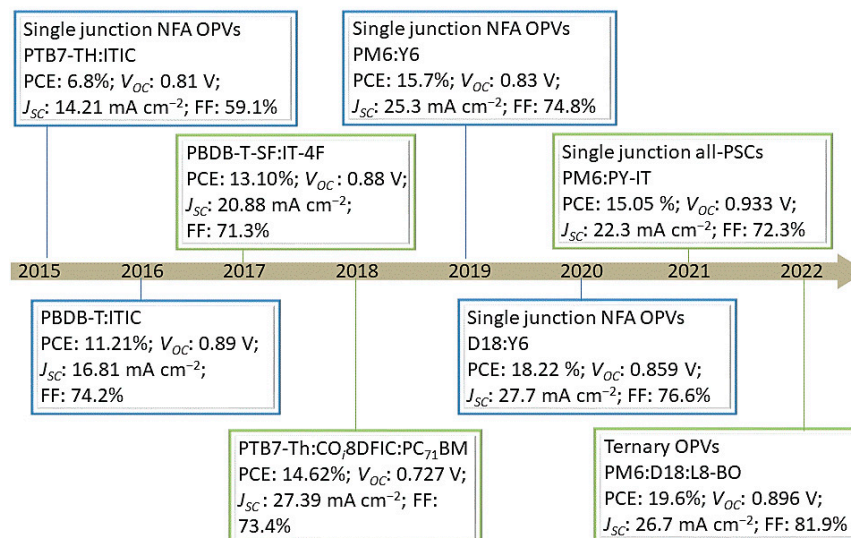 Single junction NFA OPVs
PTB7-TH:ITIC
PCE: 6.8%; VOC: 0.81 V;
JSC: 14.21 mA cm⁻²; FF: 59.1%
Single junction NFA OPVs
PM6:Y6
PCE: 15.7%; VOC: 0.83 V;
JSC: 25.3 mA cm⁻²; FF: 74.8%
PBDB-T-SF:IT-4F
PCE: 13.10%; VOC: 0.88 V;
JSC: 20.88 mA cm⁻²;
FF: 71.3%
Single junction all-PSCs
PM6:PY-IT
PCE: 15.05 %; VOC: 0.933 V;
JSC: 22.3 mA cm⁻²; FF: 72.3%
2015 2016 2017 2018 2019 2020 2021 2022
PBDB-T:ITIC
PCE: 11.21%; VOC: 0.89 V;
JSC: 16.81 mA cm⁻²;
FF: 74.2%
Single junction NFA OPVs
D18:Y6
PCE: 18.22 %; VOC: 0.859 V;
JSC: 27.7 mA cm⁻²; FF: 76.6%
PTB7-Th:COi8DFIC:PC₇₁BM
PCE: 14.62%; VOC: 0.727 V;
JSC: 27.39 mA cm⁻²; FF:
73.4%
Ternary OPVs
PM6:D18:L8-BO
PCE: 19.6%; VOC: 0.896 V;
JSC: 26.7 mA cm⁻²; FF: 81.9%